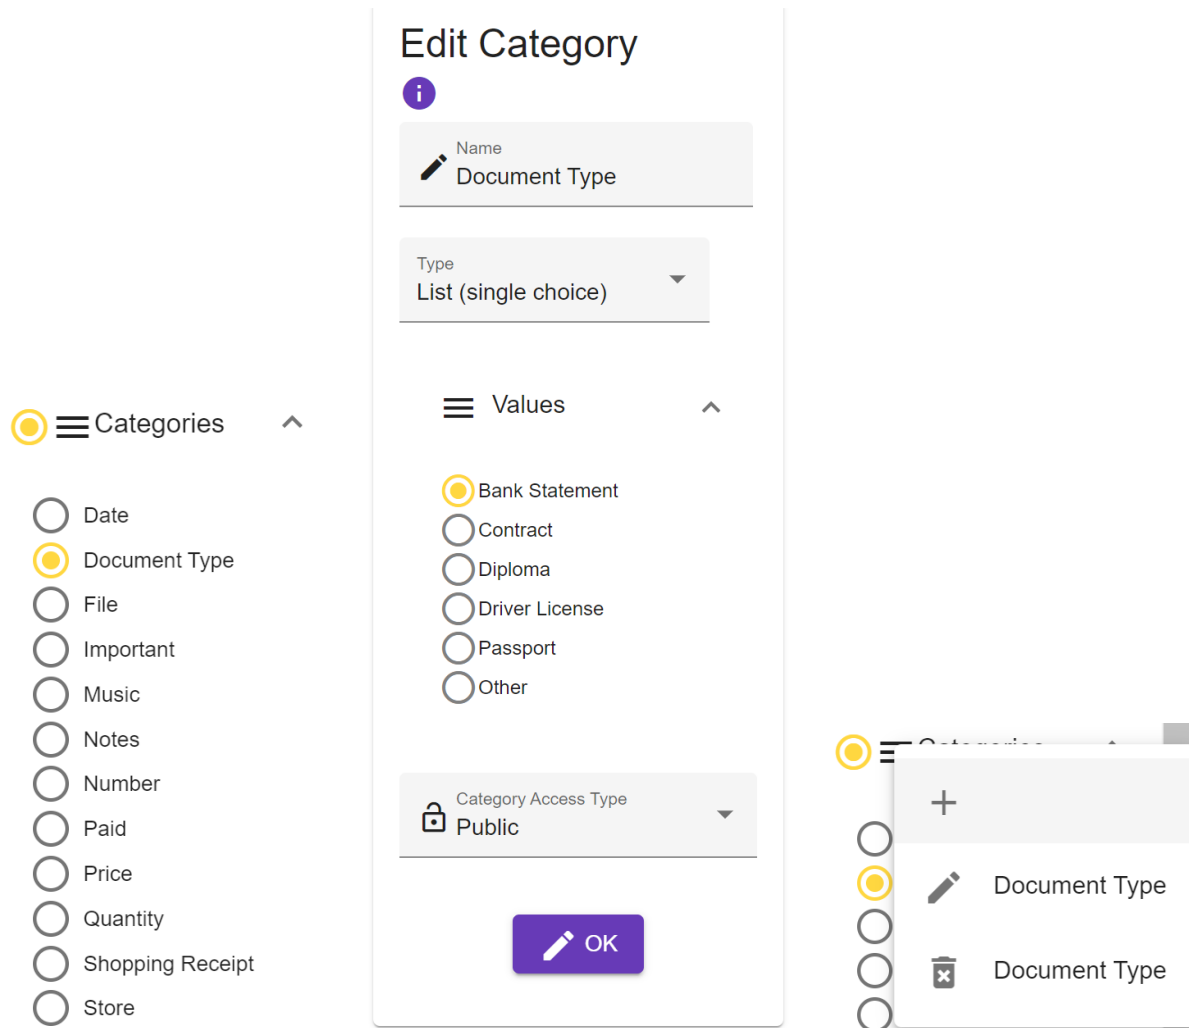 Edit Category
Name
Document Type
Type
List (single choice)
Values
Bank Statement
Contract
Diploma
Driver License
Passport
Other
Category Access Type
Public
OK
Categories
Date
Document Type
File
Important
Music
Notes
Number
Paid
Price
Quantity
Shopping Receipt
Store
Categories
Document Type
Document Type